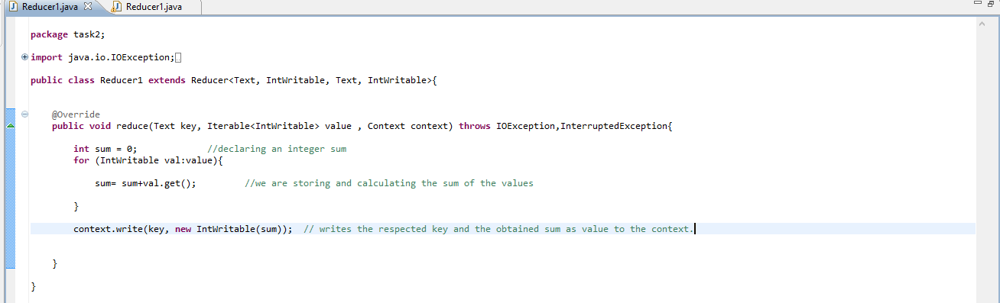 Reducer1.java Reducer1.java
package task2;
import java.io.IOException;
public class Reducer1 extends Reducer<Text, IntWritable, Text, IntWritable>{
@Override
public void reduce(Text key, Iterable<IntWritable> value , Context context) throws IOException,InterruptedException{
int sum = 0; //declaring an integer sum
for (IntWritable val:value){
sum= sum+val.get(); //we are storing and calculating the sum of the values
}
context.write(key, new IntWritable(sum)); // writes the respected key and the obtained sum as value to the context.
}
}